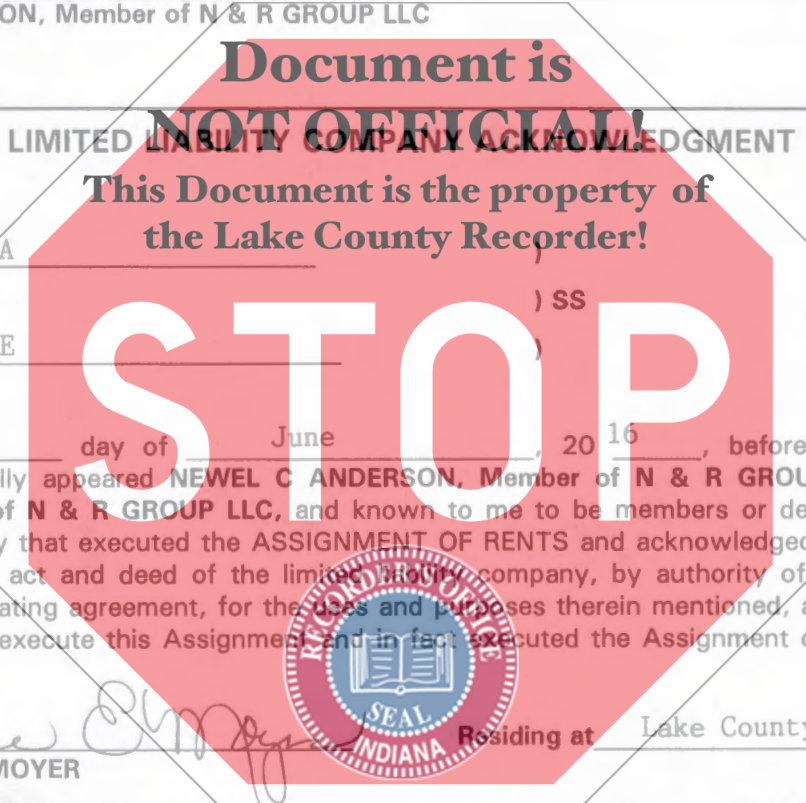 ON, Member of N & R GROUP LLC
Document is
NOT OFFICIAL!
LIMITED LIABILITY COMPANY ACKNOWLEDGMENT
This Document is the property of
the Lake County Recorder!
A )
) SS
E )
STOP
day of June , 20 16 , before
lly appeared NEWEL C ANDERSON, Member of N & R GROU
of N & R GROUP LLC, and known to me to be members or de
y that executed the ASSIGNMENT OF RENTS and acknowledged
act and deed of the limited liability company, by authority of
ating agreement, for the uses and purposes therein mentioned, a
execute this Assignment and in fact executed the Assignment o
RECORDER'S OFFICE
SEAL
INDIANA
Residing at Lake County
MOYER